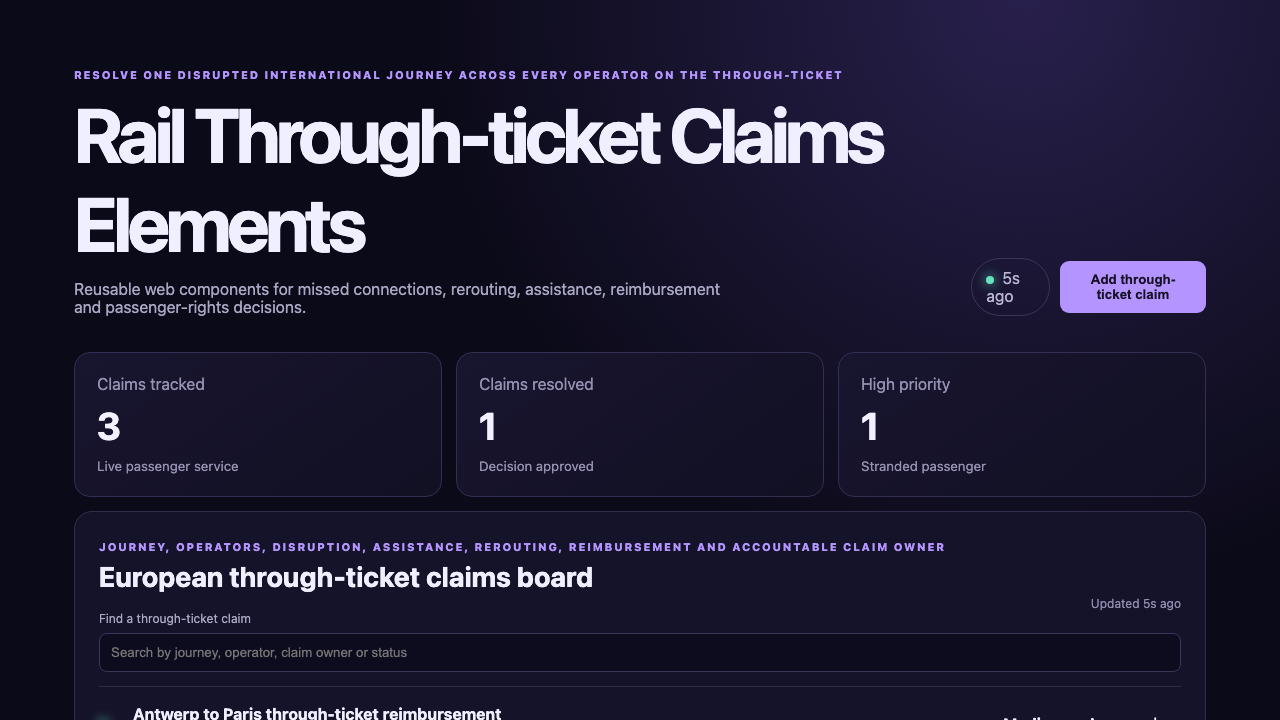 RESOLVE ONE DISRUPTED INTERNATIONAL JOURNEY ACROSS EVERY OPERATOR ON THE THROUGH-TICKET
Rail Through-ticket Claims
Elements
Reusable web components for missed connections, rerouting, assistance, reimbursement
and passenger-rights decisions.
5s
ago
Add through-
ticket claim
Claims tracked
3
Live passenger service
Claims resolved
1
Decision approved
High priority
1
Stranded passenger
JOURNEY, OPERATORS, DISRUPTION, ASSISTANCE, REROUTING, REIMBURSEMENT AND ACCOUNTABLE CLAIM OWNER
European through-ticket claims board
Updated 5s ago
Find a through-ticket claim
Search by journey, operator, claim owner or status
Antwerp to Paris through-ticket reimbursement